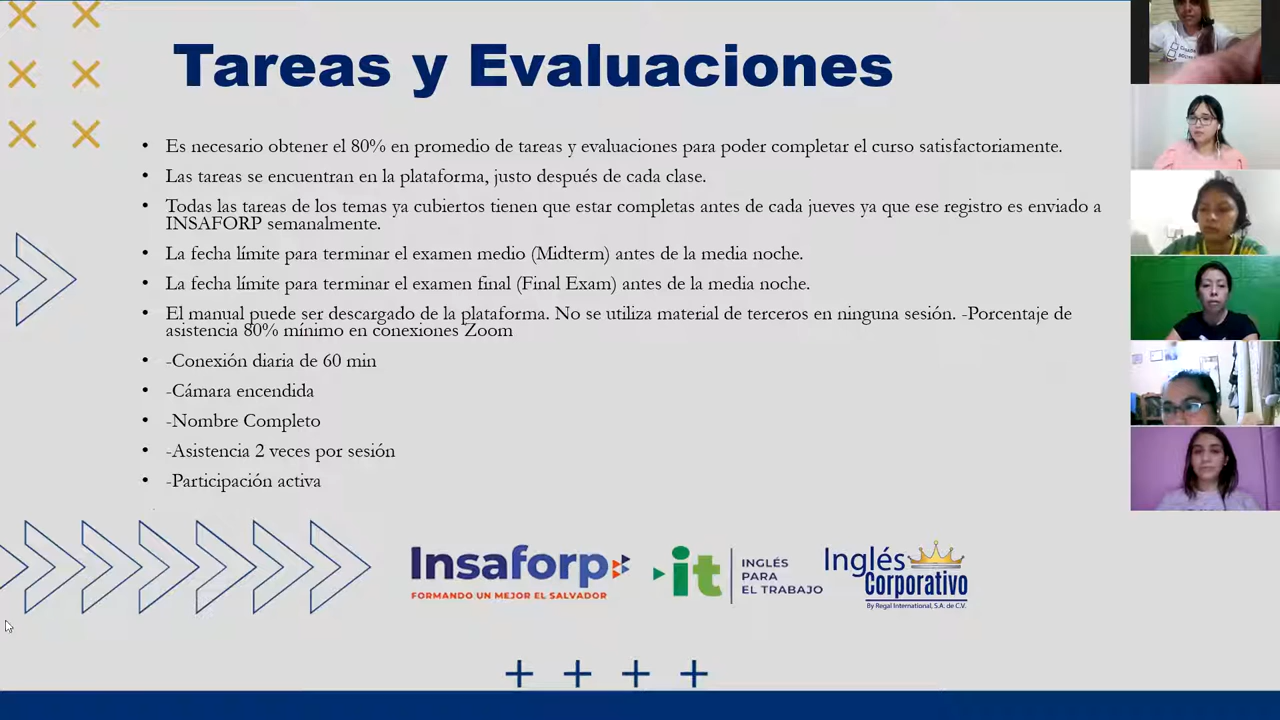 Tareas y Evaluaciones
• Es necesario obtener el 80% en promedio de tareas y evaluaciones para poder completar el curso satisfactoriamente.
• Las tareas se encuentran en la plataforma, justo después de cada clase.
• Todas las tareas de los temas ya cubiertos tienen que estar completas antes de cada jueves ya que ese registro es enviado a
INSAFORP semanalmente.
• La fecha límite para terminar el examen medio (Midterm) antes de la media noche.
• La fecha límite para terminar el examen final (Final Exam) antes de la media noche.
• El manual puede ser descargado de la plataforma. No se utiliza material de terceros en ninguna sesión. -Porcentaje de
asistencia 80% mínimo en conexiones Zoom
• -Conexión diaria de 60 min
• -Cámara encendida
• -Nombre Completo
• -Asistencia 2 veces por sesión
• -Participación activa
Insaforp
FORMANDO UN MEJOR EL SALVADOR
it
INGLÉS
PARA
EL TRABAJO
Inglés
Corporativo
By Regal International, S.A. de C.V.